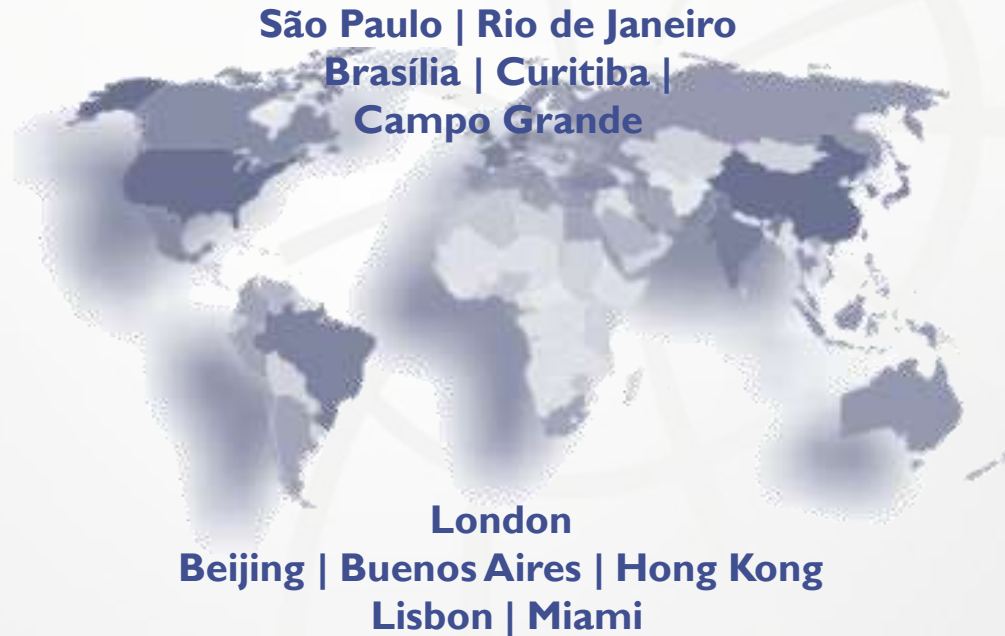 São Paulo | Rio de Janeiro
Brasília | Curitiba |
Campo Grande
London
Beijing | Buenos Aires | Hong Kong
Lisbon | Miami